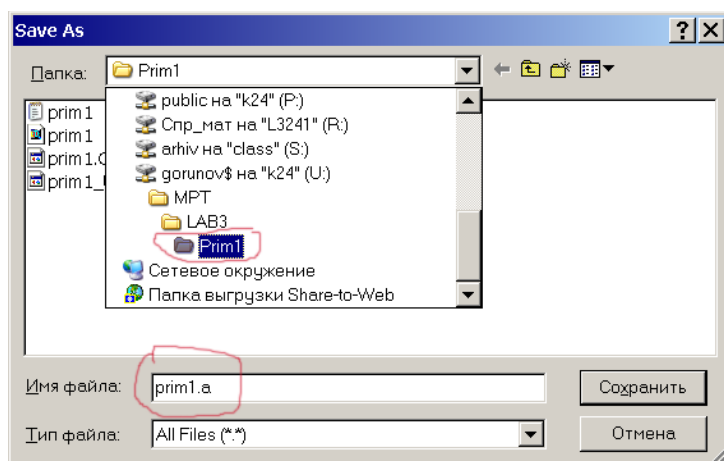 Save As
Папка: Prim1
prim1
prim1
prim1.
prim1_
public на "k24" (P:)
Спр_мат на "L3241" (R:)
arhiv на "class" (S:)
gorunov$ на "k24" (U:)
MPT
LAB3
Prim1
Сетевое окружение
Папка выгрузки Share-to-Web
Имя файла: prim1.a Сохранить
Тип файла: All Files (*.*) Отмена